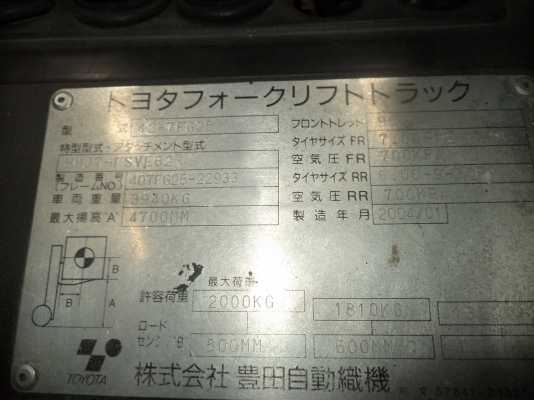 トヨタフォークリフトトラック
型 式 42-7FG25
特型型式・アタッチメント型式
製造番号 (フレームNO.) 407FG25-22933
車両重量 3940KG
最大揚高"A" 4700MM
フロントトレッド
タイヤサイズ FR
空気圧 FR 700KP
タイヤサイズ RR
空気圧 RR 700KP
製造年月 2004/01
B
B
A
最大荷重
許容荷重 2000KG 1810KG
ロード
センタ"B" 500MM 600MM
TOYOTA
株式会社 豊田自動織機